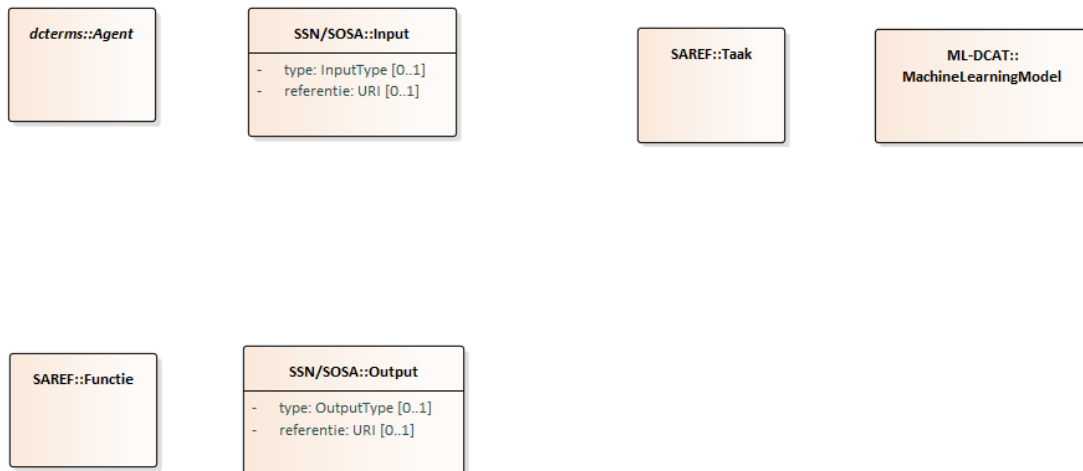 dcterms::Agent
SSN/SOSA::Input
- type: InputType [0..1]
- referentie: URI [0..1]
SAREF::Taak
ML-DCAT::
MachineLearningModel
SAREF::Functie
SSN/SOSA::Output
- type: OutputType [0..1]
- referentie: URI [0..1]